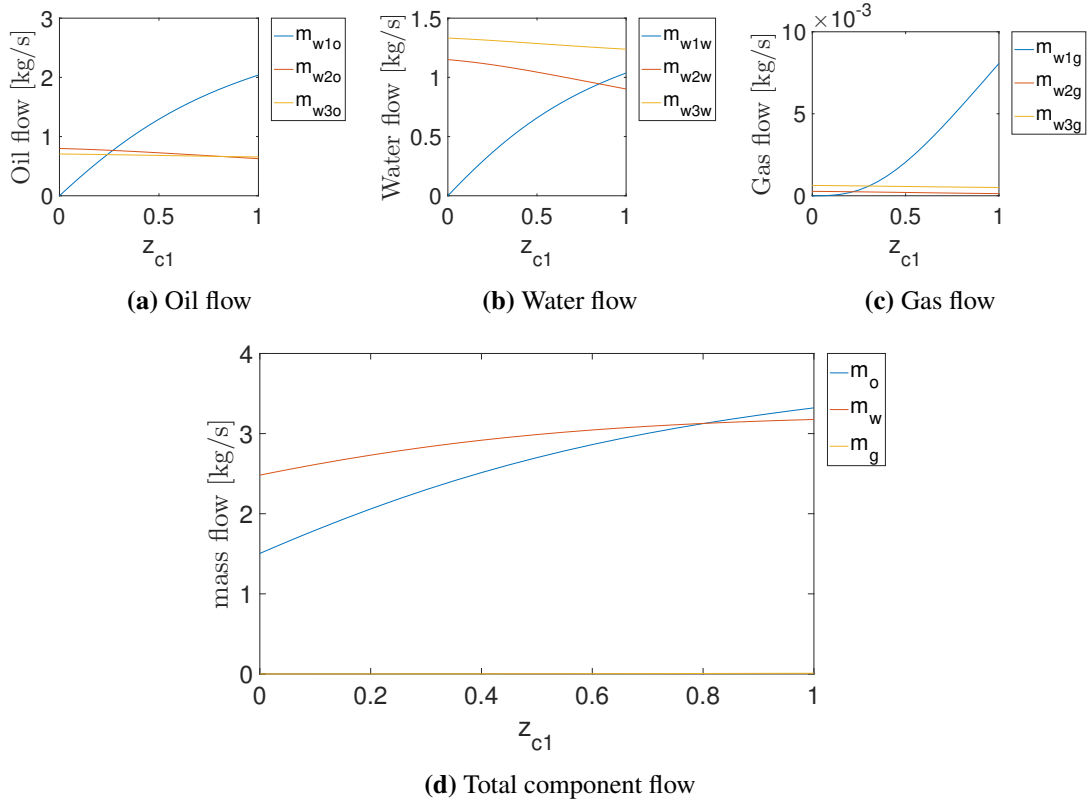 Oil flow [kg/s]
3
2
1
0
0
0.5
1
z_c1
m_w1o
m_w2o
m_w3o
(a) Oil flow
Water flow [kg/s]
1.5
1
0.5
0
0
0.5
1
z_c1
m_w1w
m_w2w
m_w3w
(b) Water flow
Gas flow [kg/s]
10 ×10^-3
5
0
0
0.5
1
z_c1
m_w1g
m_w2g
m_w3g
(c) Gas flow
mass flow [kg/s]
4
3
2
1
0
0
0.2
0.4
0.6
0.8
1
z_c1
m_o
m_w
m_g
(d) Total component flow